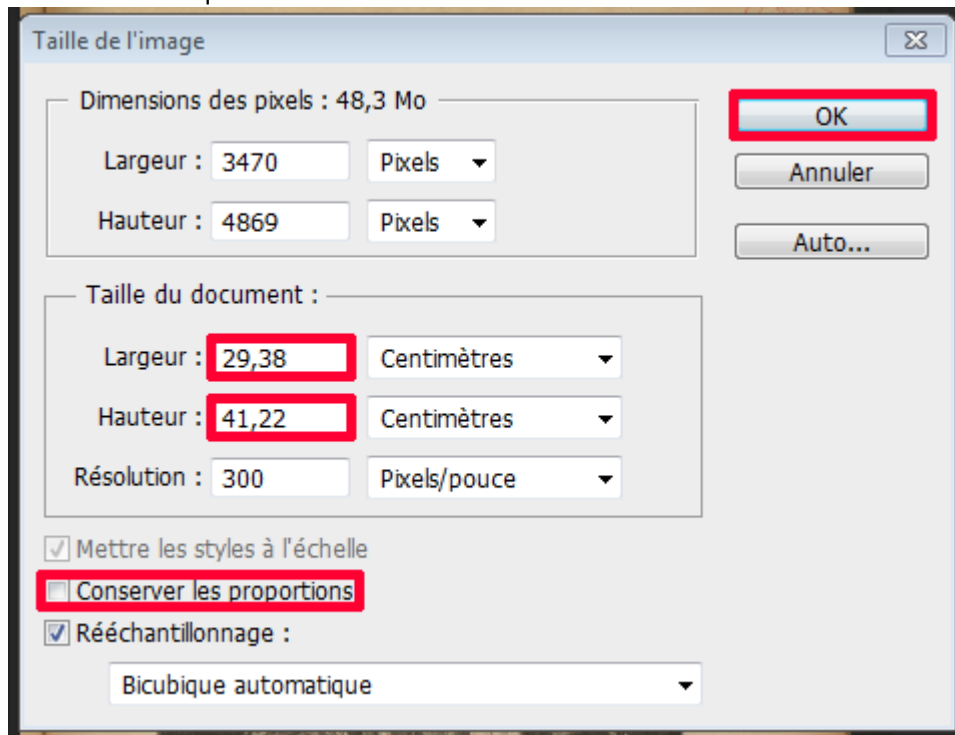 Taille de l'image
Dimensions des pixels : 48,3 Mo
OK
Largeur : 3470 Pixels
Annuler
Hauteur : 4869 Pixels
Auto...
Taille du document :
Largeur : 29,38 Centimètres
Hauteur : 41,22 Centimètres
Résolution : 300 Pixels/pouce
Mettre les styles à l'échelle
Conserver les proportions
Rééchantillonnage :
Bicubique automatique